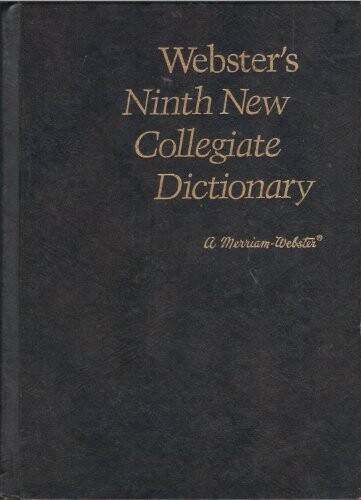 Webster's
Ninth New
Collegiate
Dictionary
A Merriam-Webster®